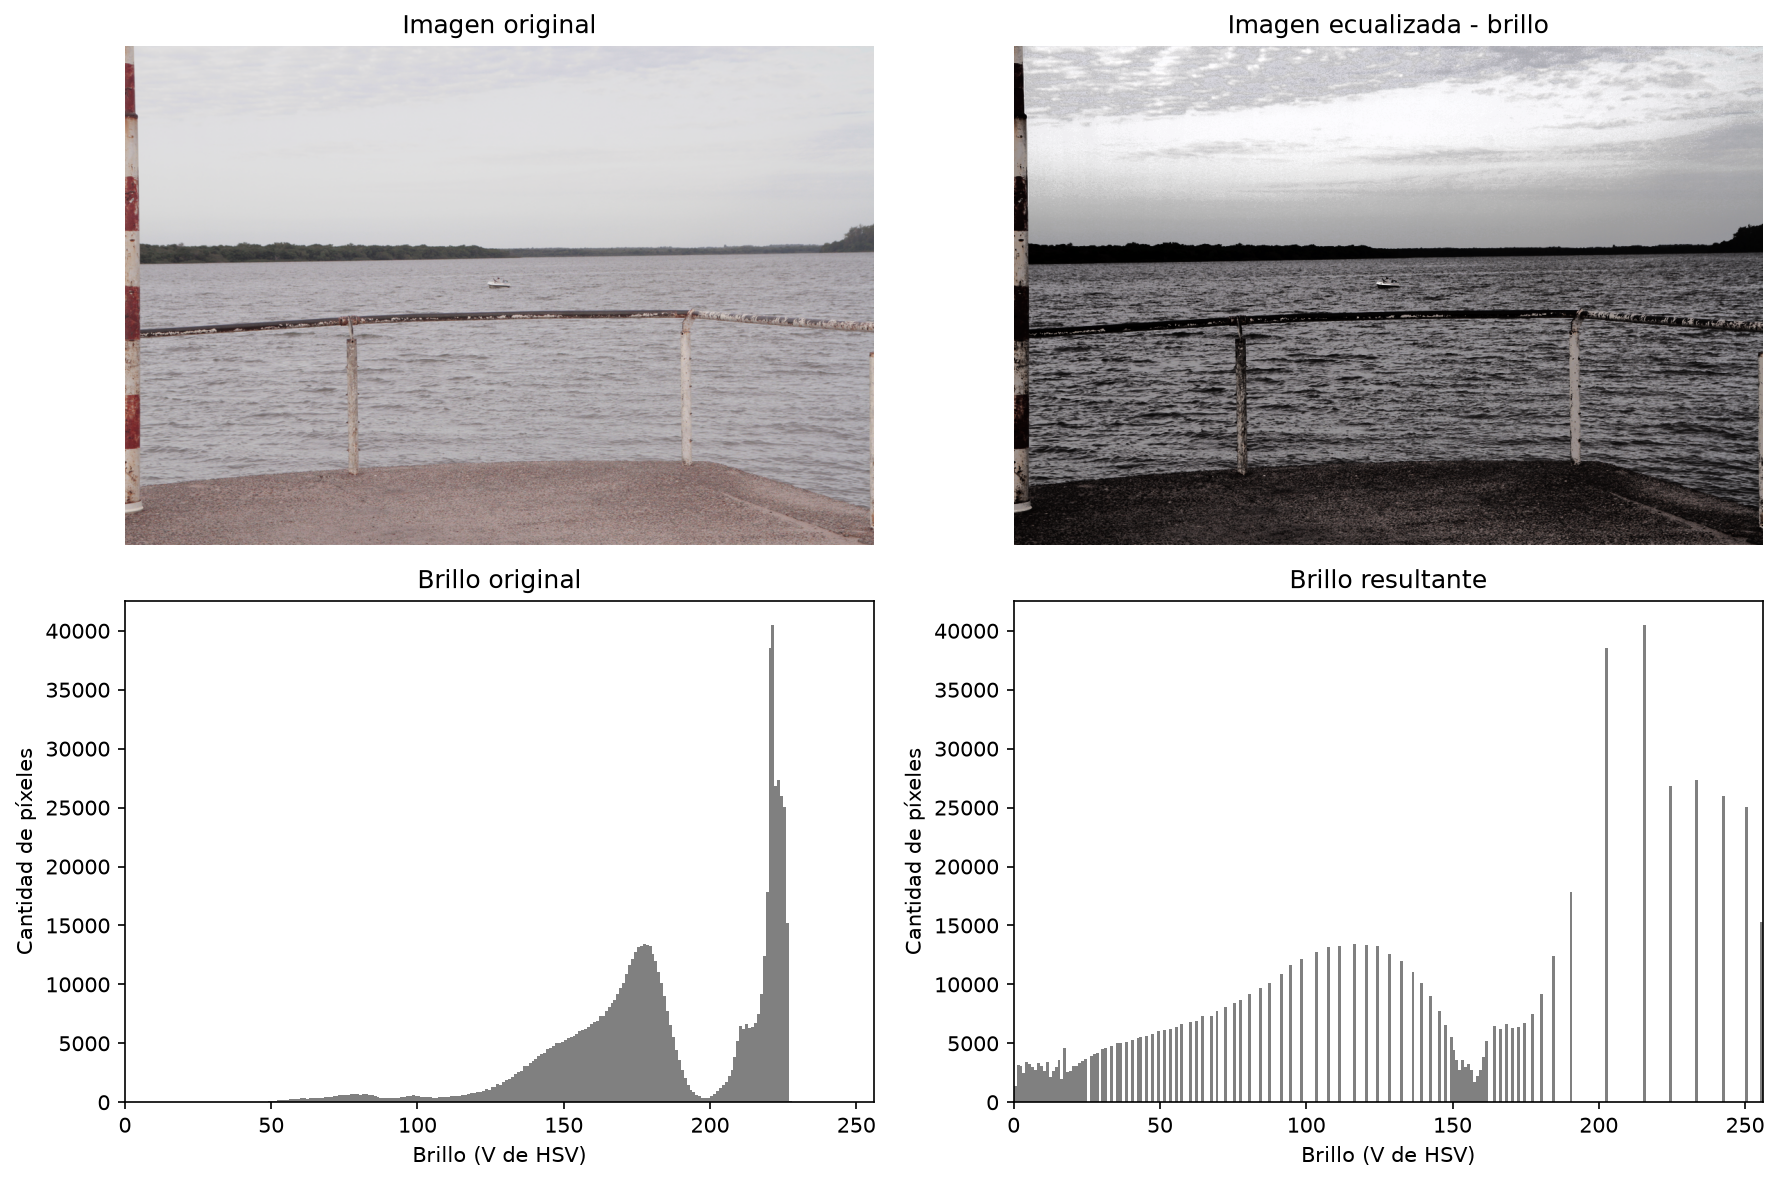 Imagen original
Imagen ecualizada - brillo
Brillo original
Cantidad de píxeles
40000
35000
30000
25000
20000
15000
10000
5000
0
0 50 100 150 200 250
Brillo (V de HSV)
Brillo resultante
Cantidad de píxeles
40000
35000
30000
25000
20000
15000
10000
5000
0
0 50 100 150 200 250
Brillo (V de HSV)